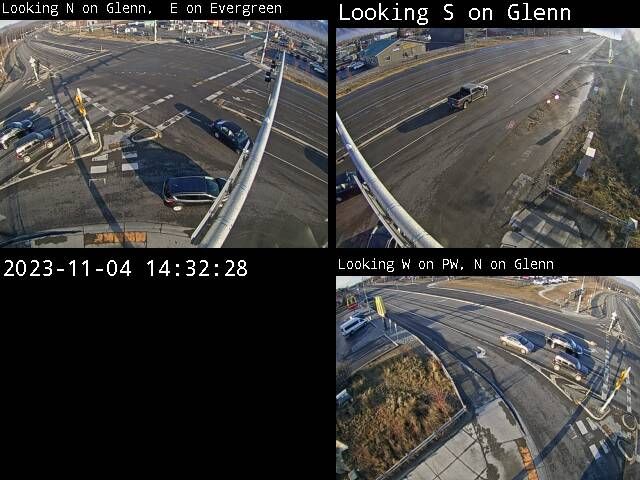 Looking N on Glenn,  E on Evergreen
Looking S on Glenn
2023-11-04 14:32:28
Looking W on PW, N on Glenn